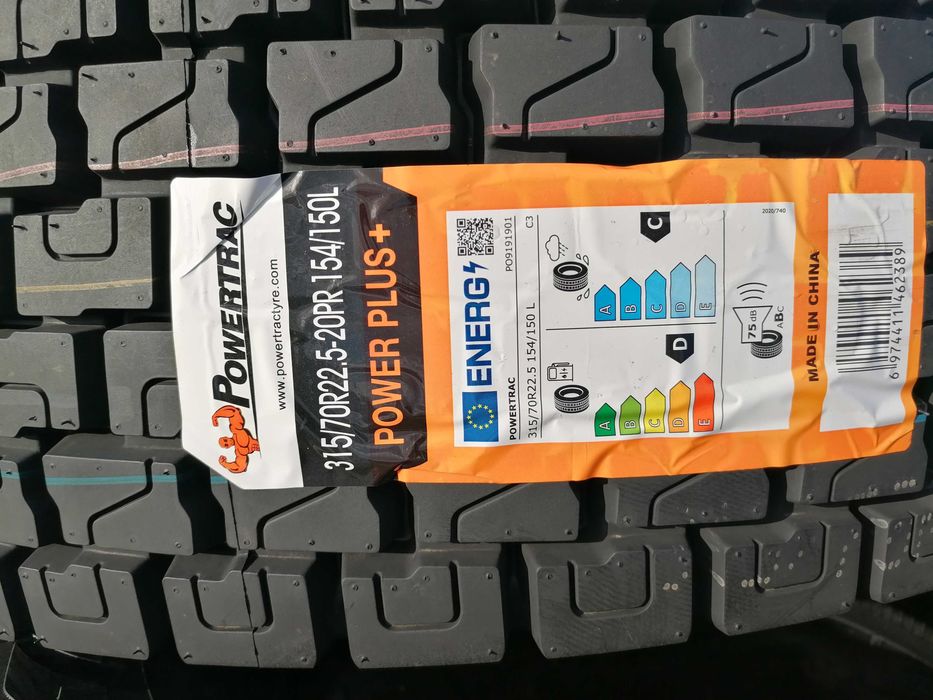 POWERTRAC
www.powertractyre.com
315/70R22.5-20PR 154/150L
POWER PLUS+
ENERG
POWERTRAC
PO9191901
315/70R22.5 154/150 L
C3
A
B
C
D
E
D
A
B
C
D
E
C
75 dB
ABC
2020/740
MADE IN CHINA
6 974411 462389